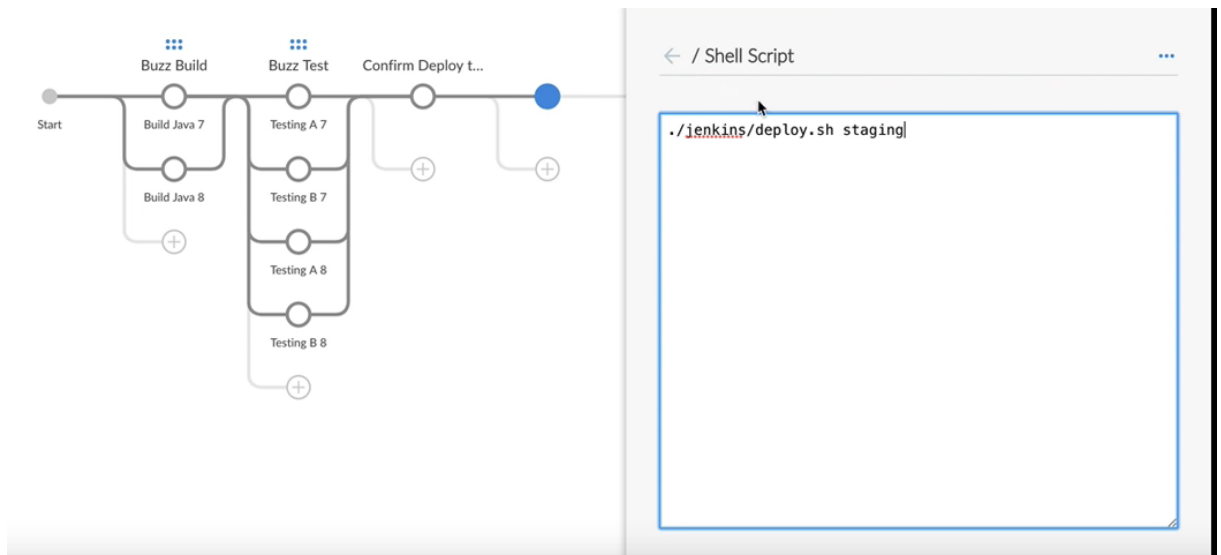 Buzz Build
Buzz Test
Confirm Deploy t...
Start
Build Java 7
Testing A 7
Build Java 8
Testing B 7
Testing A 8
Testing B 8
/ Shell Script
./jenkins/deploy.sh staging